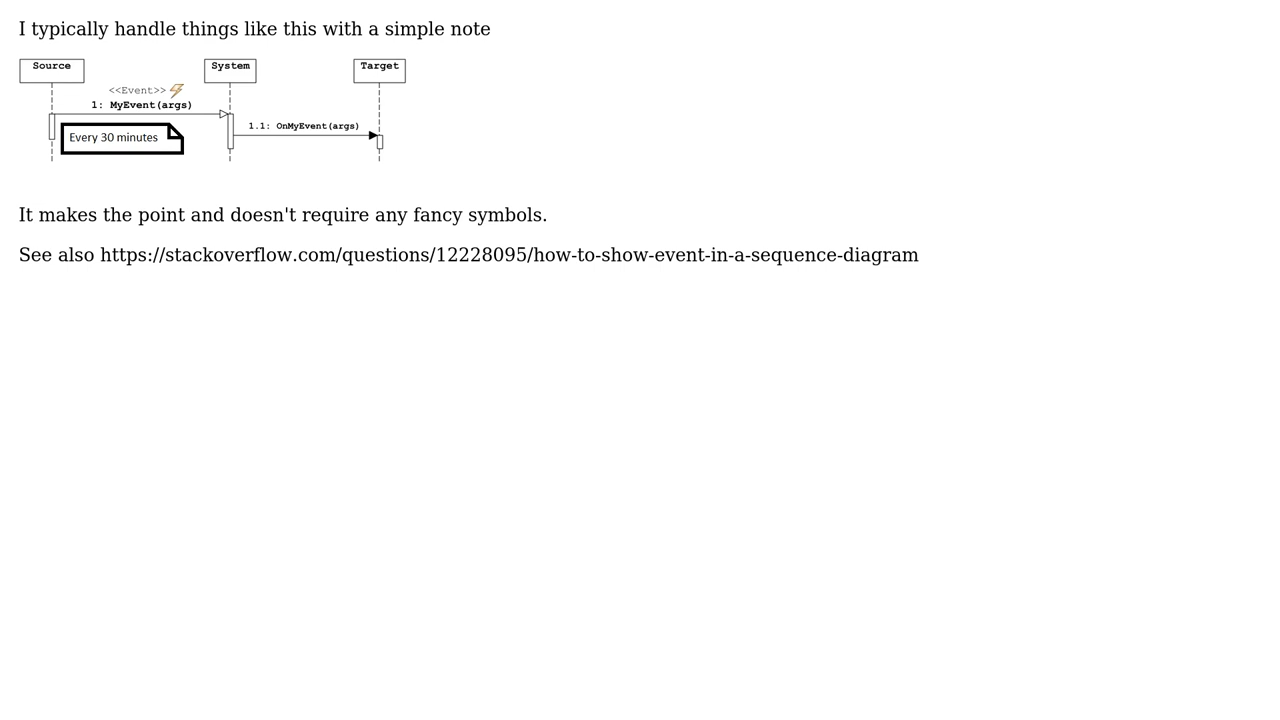 I typically handle things like this with a simple note
Source System Target
<<Event>>
1: MyEvent(args)
1.1: OnMyEvent(args)
Every 30 minutes
It makes the point and doesn't require any fancy symbols.
See also https://stackoverflow.com/questions/12228095/how-to-show-event-in-a-sequence-diagram